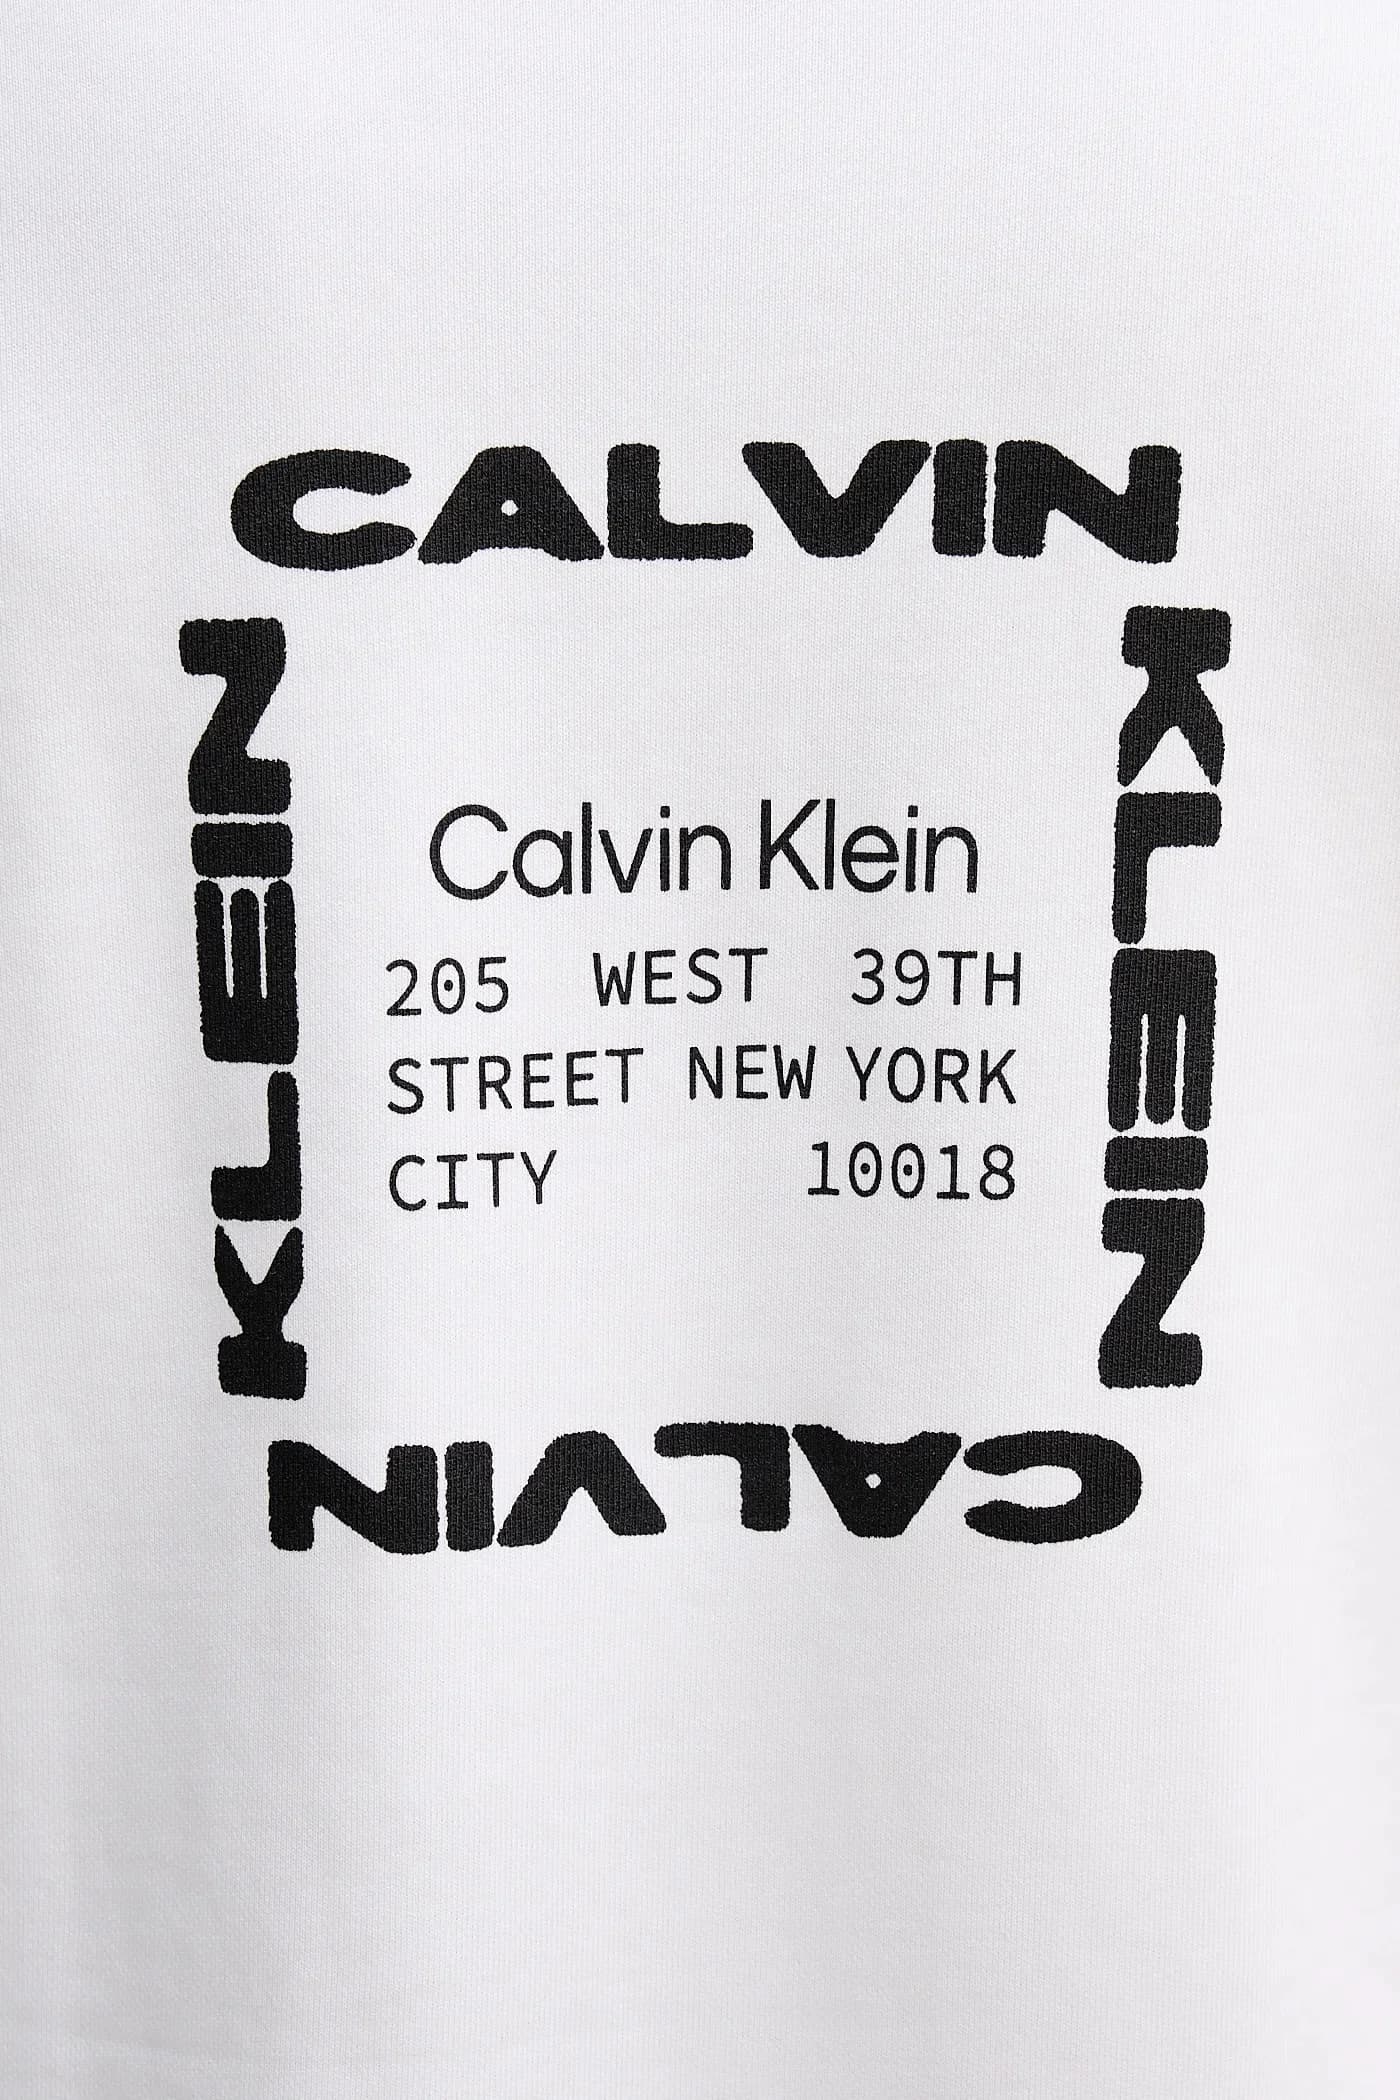 CALVIN
KLEIN
CALVIN
KLEIN
Calvin Klein
205 WEST 39TH
STREET NEW YORK
CITY 10018